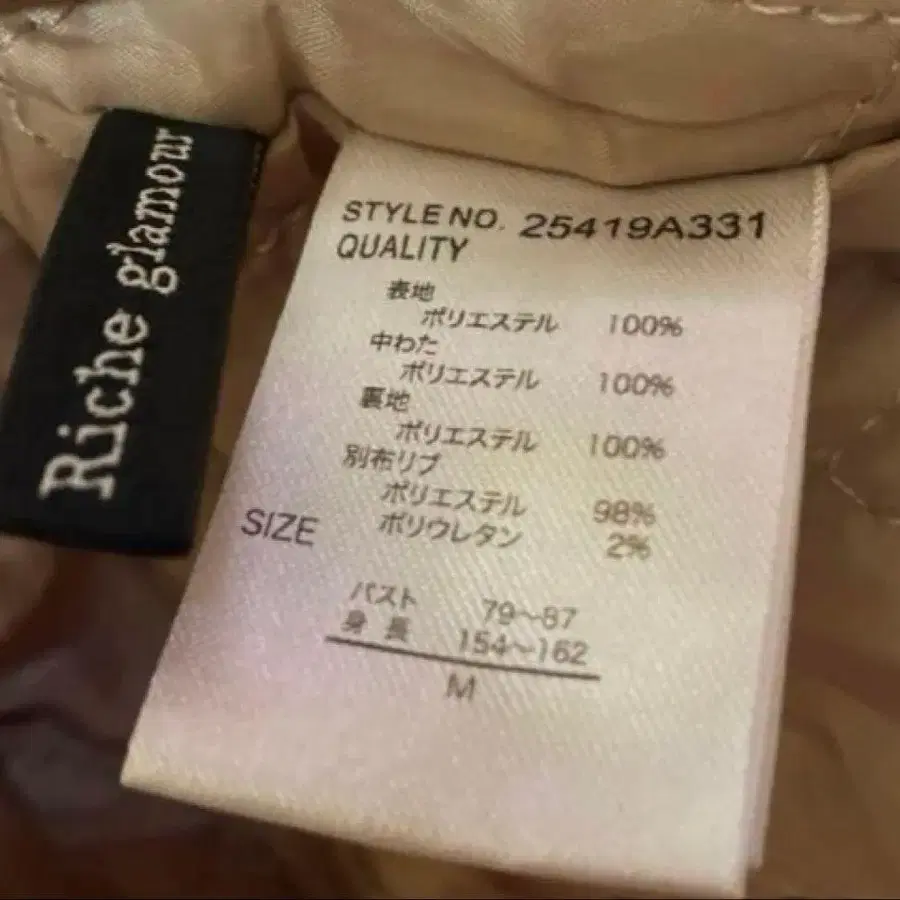 Riche glamour
STYLE NO. 25419A331
QUALITY
表地
ポリエステル 100%
中わた
ポリエステル 100%
裏地
ポリエステル 100%
別布リブ
ポリエステル 98%
ポリウレタン 2%
SIZE
バスト 79〜87
身長 154〜162
M